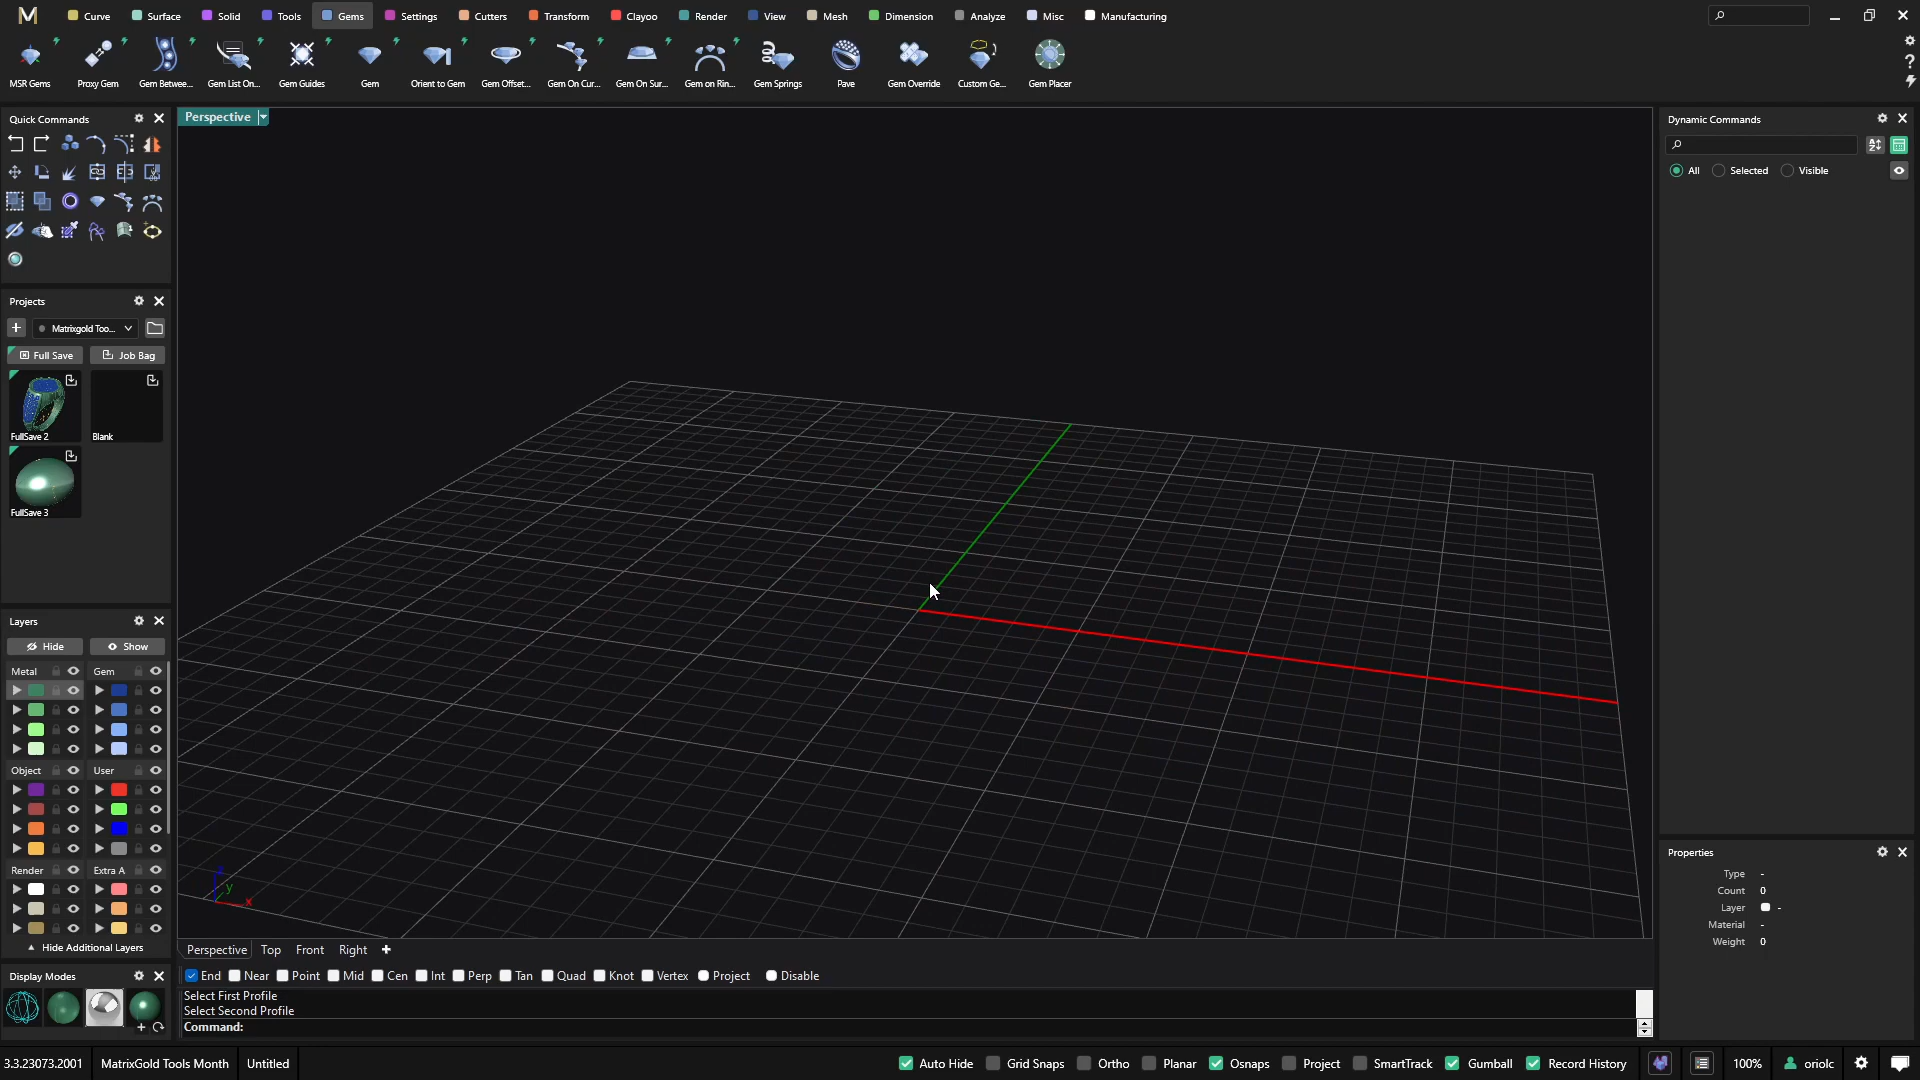 M Curve Surface Solid Tools Gems Settings Cutters Transform Clayoo Render View Mesh Dimension Analyze Misc Manufacturing
MSR Gems Proxy Gem Gem Betwee... Gem List On... Gem Guides Gem Orient to Gem Gem Offset... Gem On Cur... Gem On Sur... Gem on Rin... Gem Springs Pave Gem Override Custom Ge... Gem Placer
Quick Commands
Projects
Matrixgold Too...
Full Save Job Bag
FullSave 2 Blank
FullSave 3
Layers
Hide Show
Metal Gem
Object User
Render Extra A
Hide Additional Layers
Display Modes
Perspective
y
x
Perspective Top Front Right +
End Near Point Mid Cen Int Perp Tan Quad Knot Vertex Project Disable
Select First Profile
Select Second Profile
Command:
Dynamic Commands
All Selected Visible
Properties
Type -
Count 0
Layer -
Material -
Weight 0
3.3.23073.2001 MatrixGold Tools Month Untitled Auto Hide Grid Snaps Ortho Planar Osnaps Project SmartTrack Gumball Record History 100% oriolc